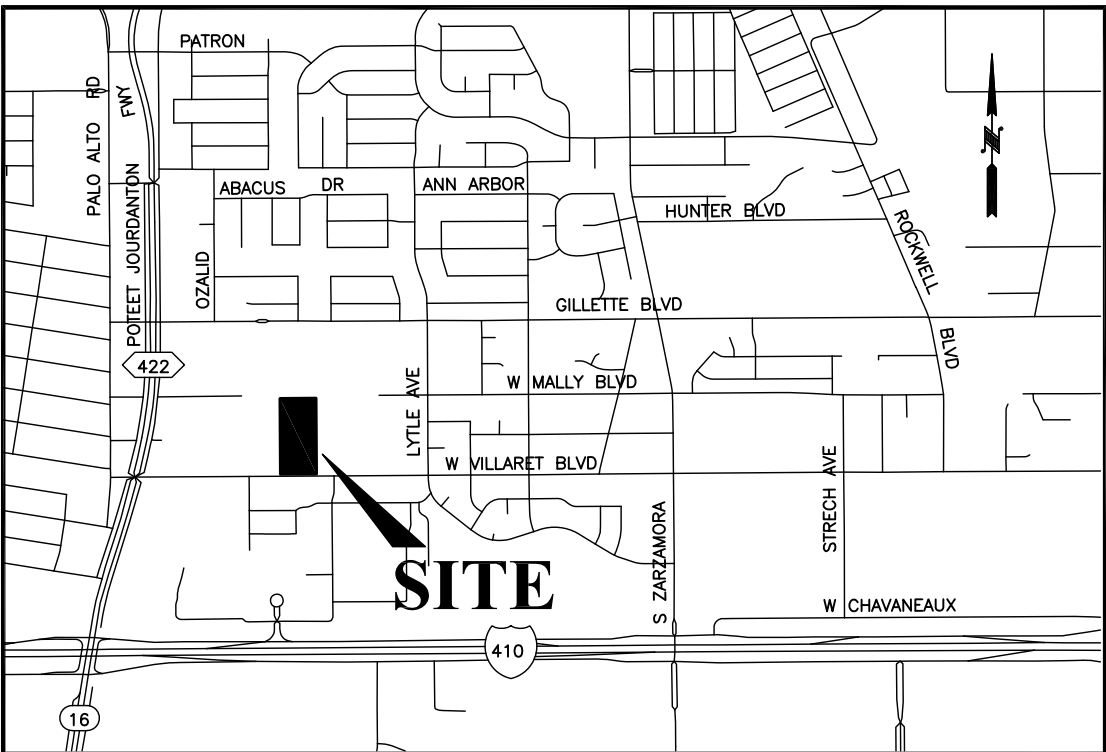 PATRON
PALO ALTO RD
FWY
POTEET JOURDANTON
ABACUS DR
ANN ARBOR
HUNTER BLVD
ROCKWELL
BLVD
OZALID
GILLETTE BLVD
422
W MALLY BLVD
LYTLE AVE
W VILLARET BLVD
STRECH AVE
S ZARZAMORA
SITE
W CHAVANEAUX
410
16